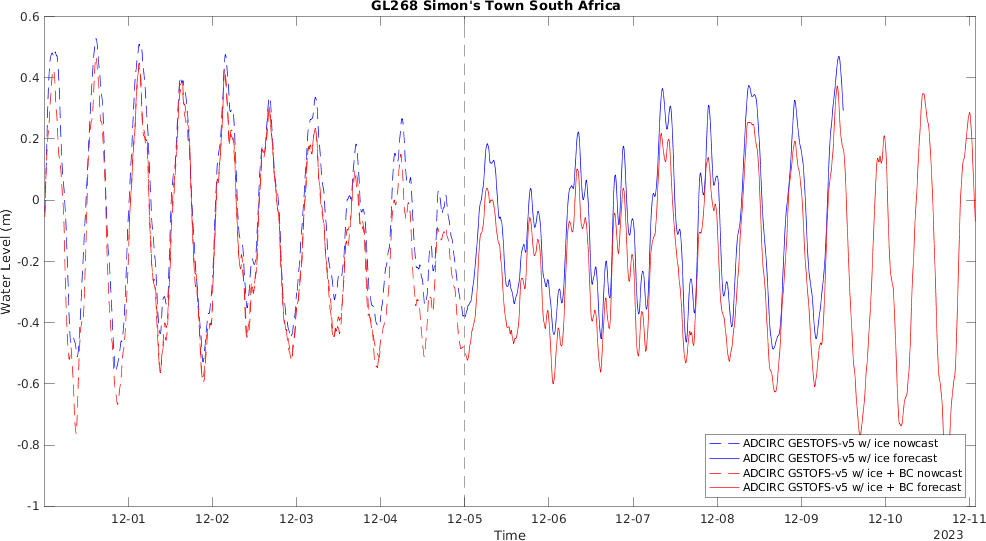 GL268 Simon's Town South Africa
0.6
0.4
0.2
0
-0.2
-0.4
-0.6
-0.8
-1
Water Level (m)
ADCIRC GESTOFS-v5 w/ ice nowcast
ADCIRC GESTOFS-v5 w/ ice forecast
ADCIRC GSTOFS-v5 w/ ice + BC nowcast
ADCIRC GSTOFS-v5 w/ ice + BC forecast
12-01 12-02 12-03 12-04 12-05 12-06 12-07 12-08 12-09 12-10 12-11
Time
2023